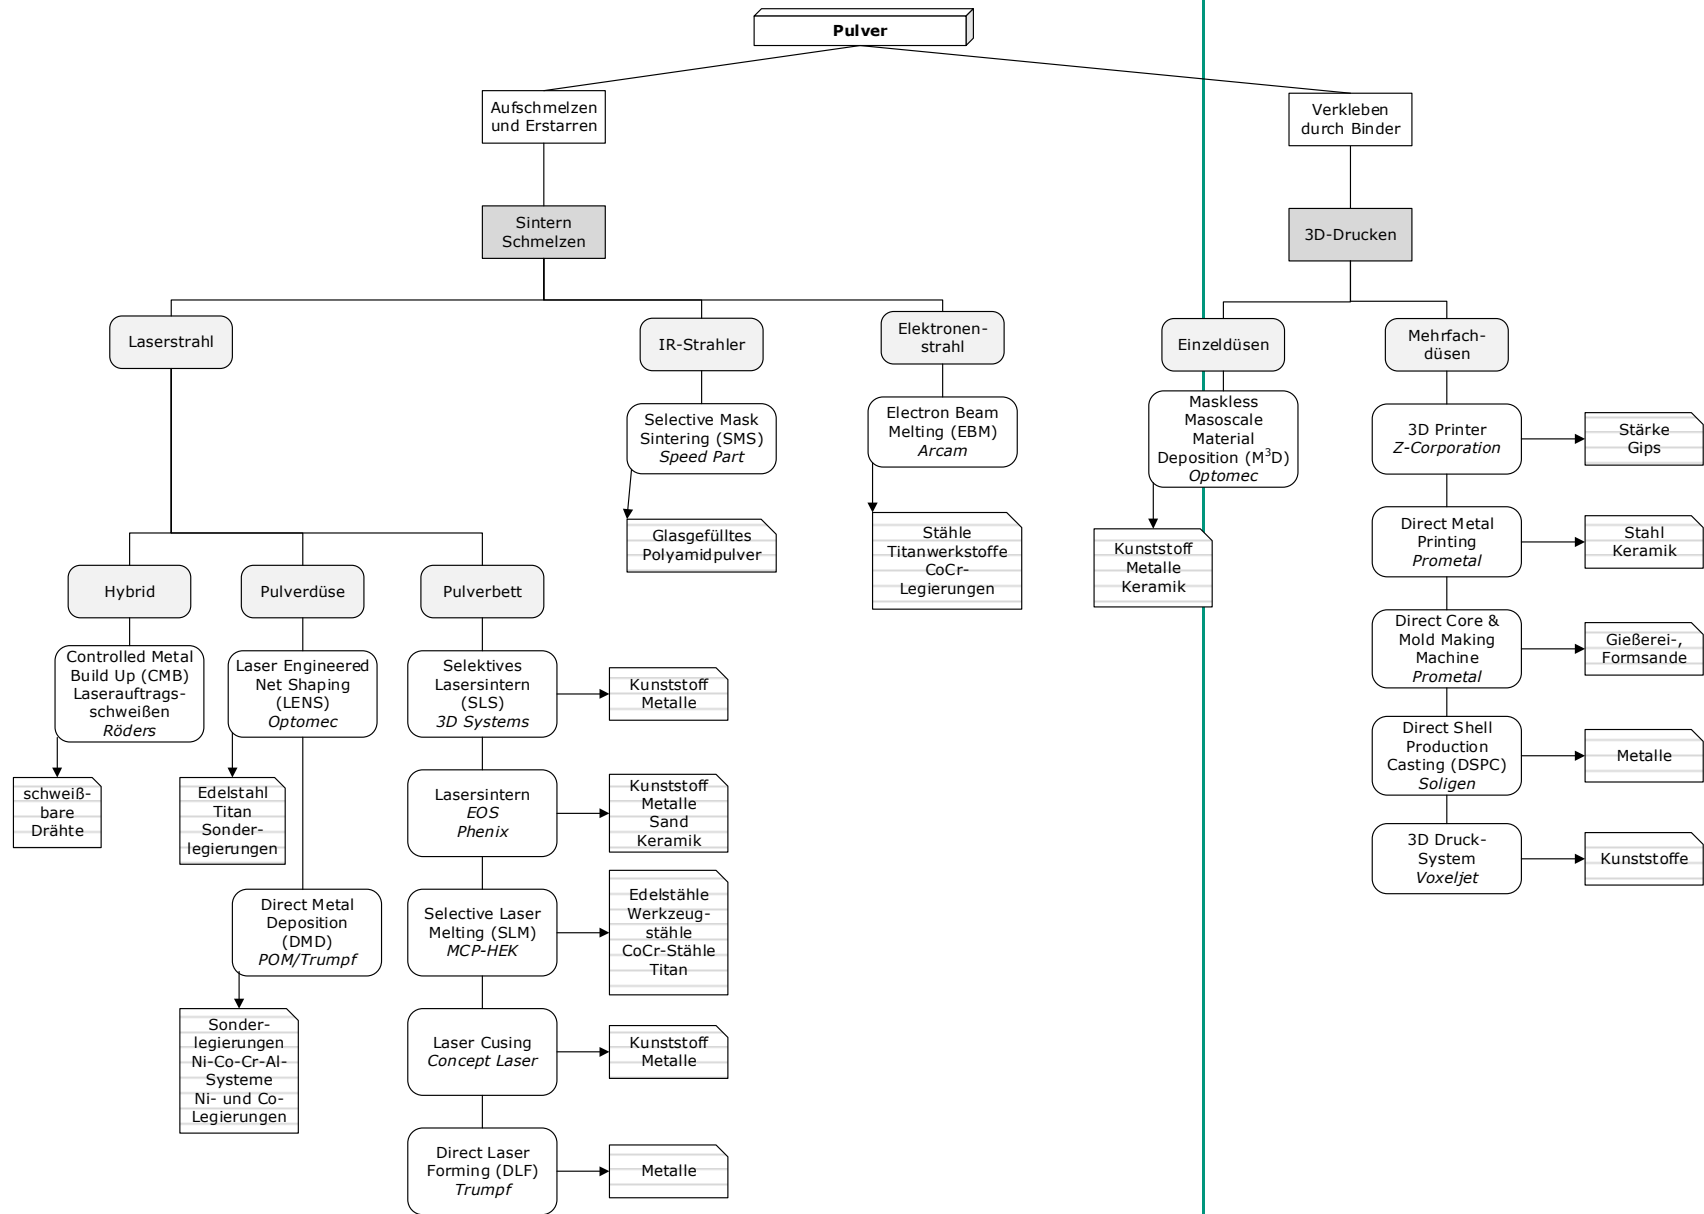 Pulver
Aufschmelzen
und Erstarren
Verkleben
durch Binder
Sintern
Schmelzen
3D-Drucken
Laserstrahl
IR-Strahler
Elektronen-
strahl
Einzeldüsen
Mehrfach-
düsen
Selective Mask
Sintering (SMS)
Speed Part
Electron Beam
Melting (EBM)
Arcam
Maskless
Masoscale
Material
Deposition (M³D)
Optomec
3D Printer
Z-Corporation
Stärke
Gips
Glasgefülltes
Polyamidpulver
Stähle
Titanwerkstoffe
CoCr-
Legierungen
Kunststoff
Metalle
Keramik
Direct Metal
Printing
Prometal
Stahl
Keramik
Hybrid
Pulverdüse
Pulverbett
Direct Core &
Mold Making
Machine
Prometal
Gießerei-,
Formsande
Controlled Metal
Build Up (CMB)
Laserauftrags-
schweißen
Röders
Laser Engineered
Net Shaping
(LENS)
Optomec
Selektives
Lasersintern
(SLS)
3D Systems
Kunststoff
Metalle
Direct Shell
Production
Casting (DSPC)
Soligen
Metalle
schweiß-
bare
Drähte
Edelstahl
Titan
Sonder-
legierungen
Lasersintern
EOS
Phenix
Kunststoff
Metalle
Sand
Keramik
3D Druck-
System
Voxeljet
Kunststoffe
Direct Metal
Deposition
(DMD)
POM/Trumpf
Selective Laser
Melting (SLM)
MCP-HEK
Edelstähle
Werkzeug-
stähle
CoCr-Stähle
Titan
Sonder-
legierungen
Ni-Co-Cr-Al-
Systeme
Ni- und Co-
Legierungen
Laser Cusing
Concept Laser
Kunststoff
Metalle
Direct Laser
Forming (DLF)
Trumpf
Metalle